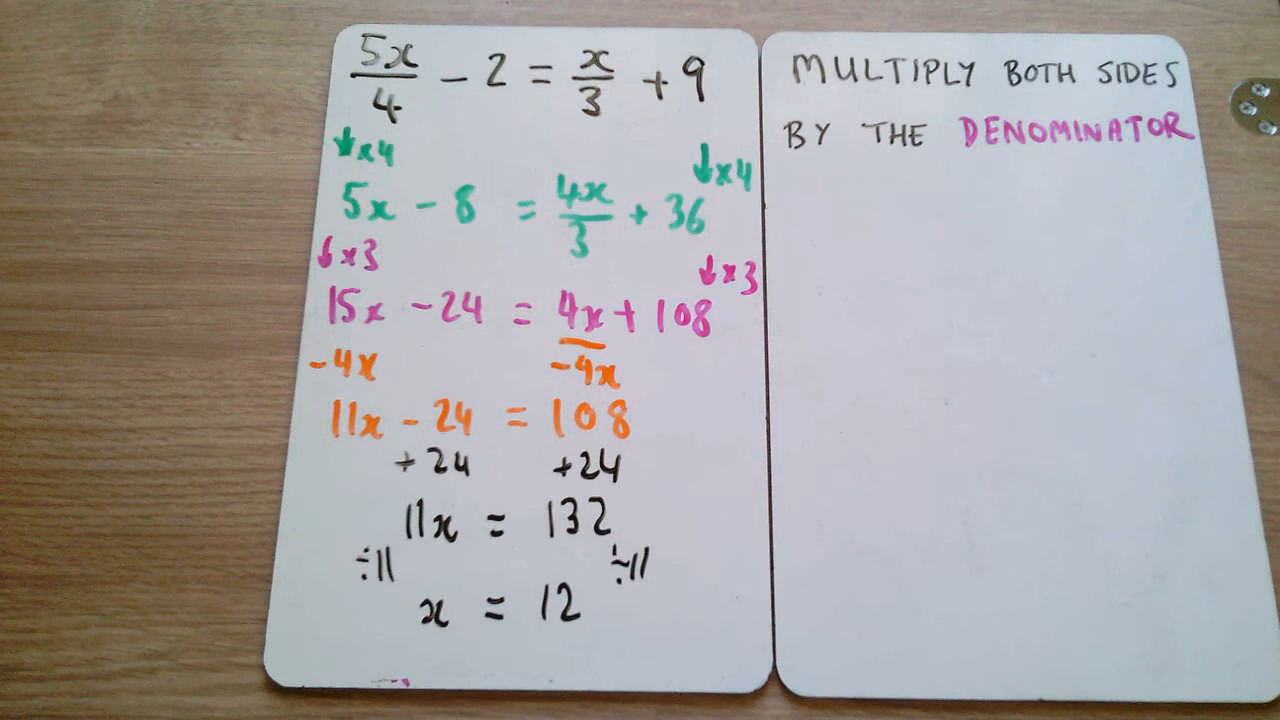 5x/4 - 2 = x/3 + 9
↓×4 ↓×4
5x - 8 = 4x/3 + 36
↓×3 ↓×3
15x - 24 = 4x + 108
-4x -4x
11x - 24 = 108
+24 +24
11x = 132
÷11 ÷11
x = 12
MULTIPLY BOTH SIDES
BY THE DENOMINATOR